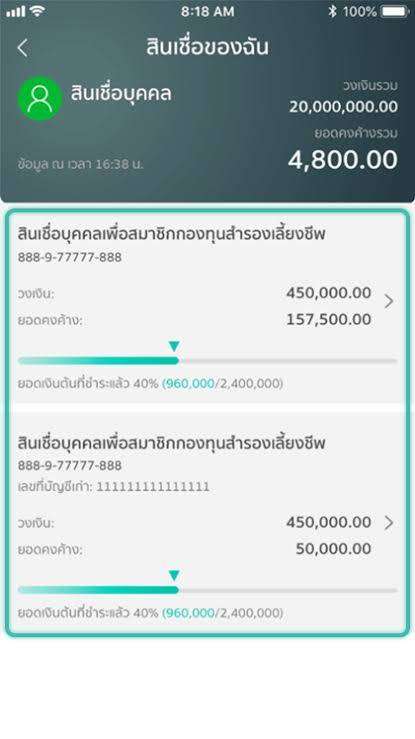 8:18 AM
100%
สินเชื่อของฉัน
สินเชื่อบุคคล
วงเงินรวม
20,000,000.00
ยอดคงค้างรวม
ข้อมูล ณ เวลา 16:38 น.
4,800.00
สินเชื่อบุคคลเพื่อสมาชิกกองทุนสำรองเลี้ยงชีพ
888-9-77777-888
วงเงิน: 450,000.00
ยอดคงค้าง: 157,500.00
ยอดเงินต้นที่ชำระแล้ว 40% (960,000/2,400,000)
สินเชื่อบุคคลเพื่อสมาชิกกองทุนสำรองเลี้ยงชีพ
888-9-77777-888
เลขที่บัญชีเก่า: 111111111111111
วงเงิน: 450,000.00
ยอดคงค้าง: 50,000.00
ยอดเงินต้นที่ชำระแล้ว 40% (960,000/2,400,000)